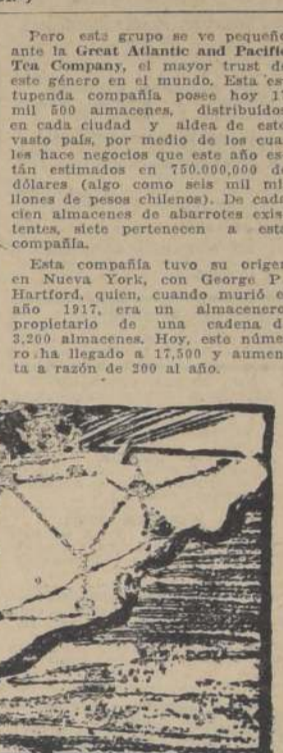 Pero este grupo se ve pequeño
ante la Great Atlantic and Pacific
Tea Company, el mayor trust de
este género en el mundo. Esta es-
tupenda compañía posee hoy 17
mil 500 almacenes, distribuídos
en cada ciudad y aldea de este
vasto país, por medio de los cua-
les hace negocios que este año es-
tán estimados en 750.000,000 de
dólares (algo como seis mil mi-
llones de pesos chilenos). De cada
cien almacenes de abarrotes exis-
tentes, siete pertenecen a esta
compañía.
Esta compañía tuvo su origen
en Nueva York, con George P.
Hartford, quien, cuando murió e
año 1917, era un almacenero
propietario de una cadena d
3,200 almacenes. Hoy, este núme-
ro ha llegado a 17,500 y aumen-
ta a razón de 200 al año.